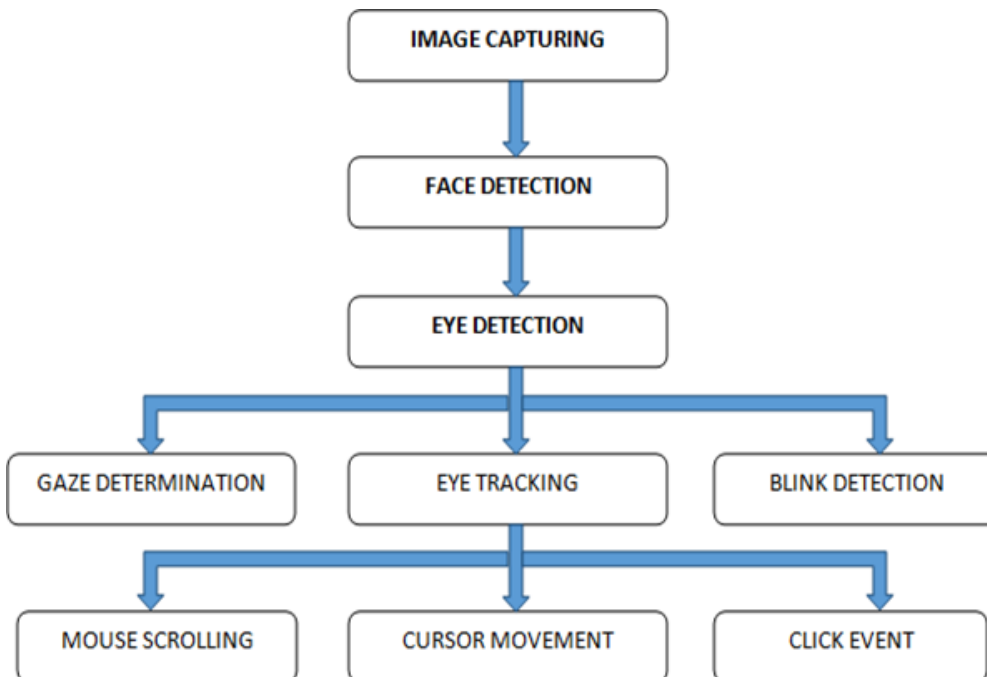 IMAGE CAPTURING
FACE DETECTION
EYE DETECTION
GAZE DETERMINATION
EYE TRACKING
BLINK DETECTION
MOUSE SCROLLING
CURSOR MOVEMENT
CLICK EVENT